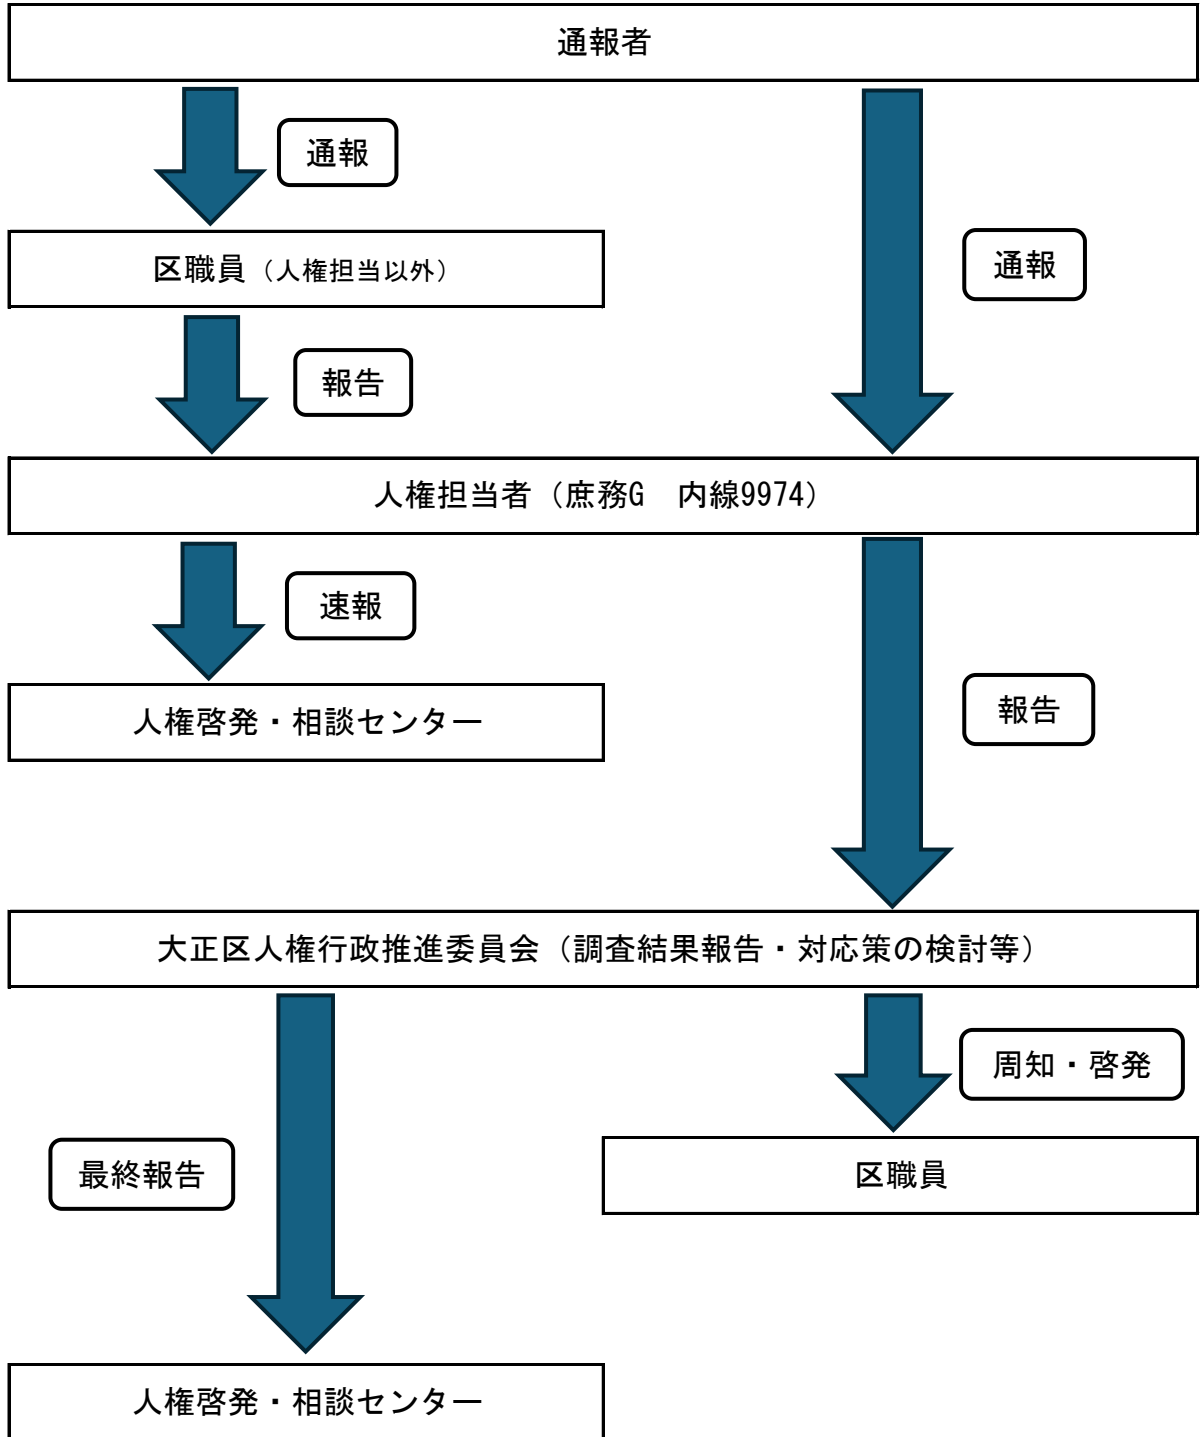 通報者
通報
区職員（人権担当以外）
通報
報告
人権担当者（庶務G　内線9974）
速報
人権啓発・相談センター
報告
大正区人権行政推進委員会（調査結果報告・対応策の検討等）
周知・啓発
区職員
最終報告
人権啓発・相談センター